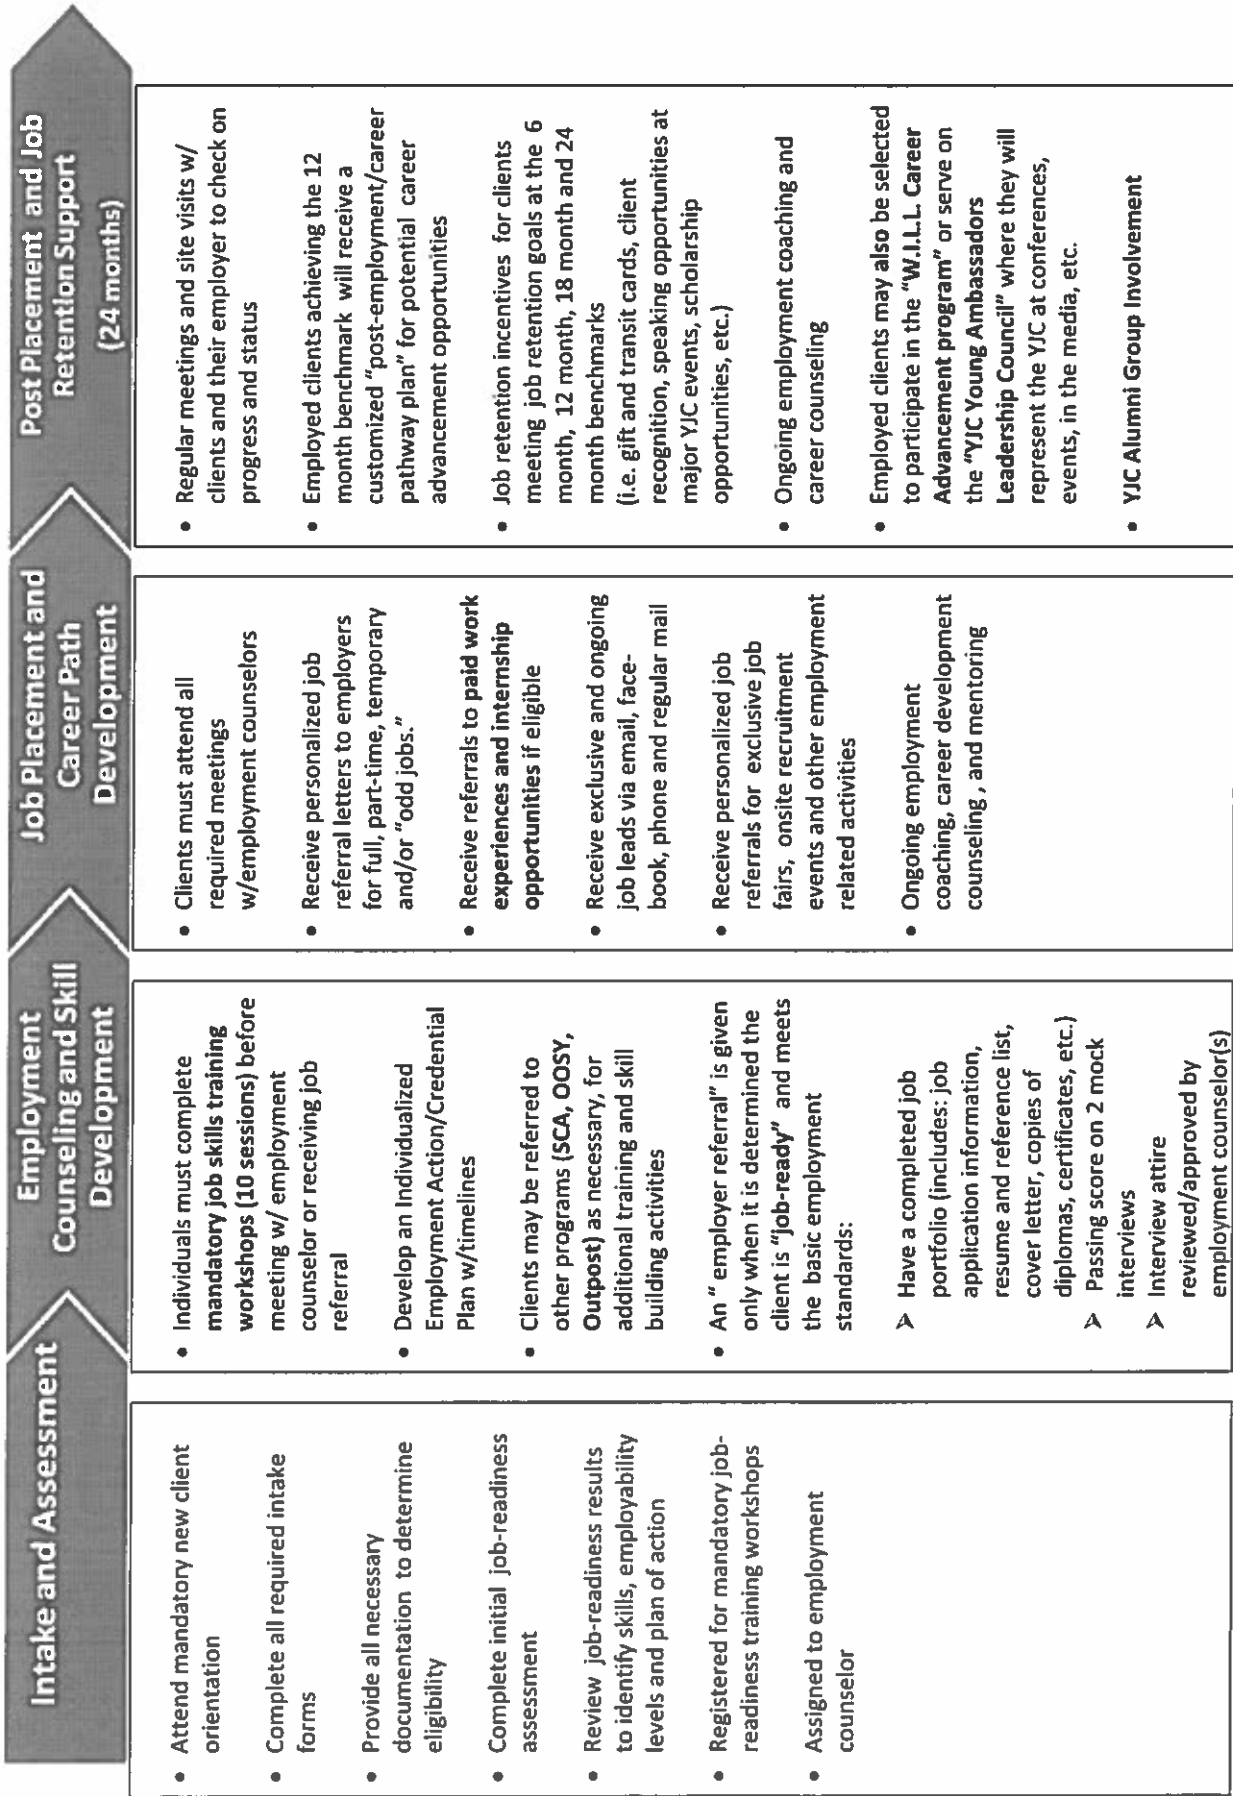 Intake and Assessment
• Attend mandatory new client
orientation
• Complete all required intake
forms
• Provide all necessary
documentation to determine
eligibility
• Complete initial job-readiness
assessment
• Review job-readiness results
to identify skills, employability
levels and plan of action
• Registered for mandatory job-
readiness training workshops
• Assigned to employment
counselor
Employment
Counseling and Skill
Development
• Individuals must complete
mandatory job skills training
workshops (10 sessions) before
meeting w/ employment
counselor or receiving job
referral
• Develop an Individualized
Employment Action/Credential
Plan w/timelines
• Clients may be referred to
other programs (SCA, OOSY,
Outpost) as necessary, for
additional training and skill
building activities
• An " employer referral" is given
only when it is determined the
client is "job-ready" and meets
the basic employment
standards:
➢ Have a completed job
portfolio (includes: job
application information,
resume and reference list,
cover letter, copies of
diplomas, certificates, etc.)
➢ Passing score on 2 mock
interviews
➢ Interview attire
reviewed/approved by
employment counselor(s)
Job Placement and
Career Path
Development
• Clients must attend all
required meetings
w/employment counselors
• Receive personalized job
referral letters to employers
for full, part-time, temporary
and/or "odd jobs."
• Receive referrals to paid work
experiences and internship
opportunities if eligible
• Receive exclusive and ongoing
job leads via email, face-
book, phone and regular mail
• Receive personalized job
referrals for exclusive job
fairs, onsite recruitment
events and other employment
related activities
• Ongoing employment
coaching, career development
counseling , and mentoring
Post Placement and Job
Retention Support
(24 months)
• Regular meetings and site visits w/
clients and their employer to check on
progress and status
• Employed clients achieving the 12
month benchmark will receive a
customized "post-employment/career
pathway plan" for potential career
advancement opportunities
• Job retention incentives for clients
meeting job retention goals at the 6
month, 12 month, 18 month and 24
month benchmarks
(i.e. gift and transit cards, client
recognition, speaking opportunities at
major YJC events, scholarship
opportunities, etc.)
• Ongoing employment coaching and
career counseling
• Employed clients may also be selected
to participate in the "W.I.L.L. Career
Advancement program" or serve on
the "YJC Young Ambassadors
Leadership Council" where they will
represent the YJC at conferences,
events, in the media, etc.
• YJC Alumni Group Involvement